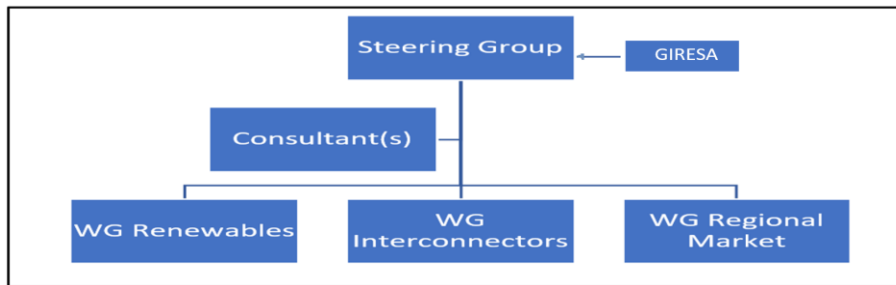 Steering Group
GIRESA
Consultant(s)
WG Renewables
WG
Interconnectors
WG Regional
Market